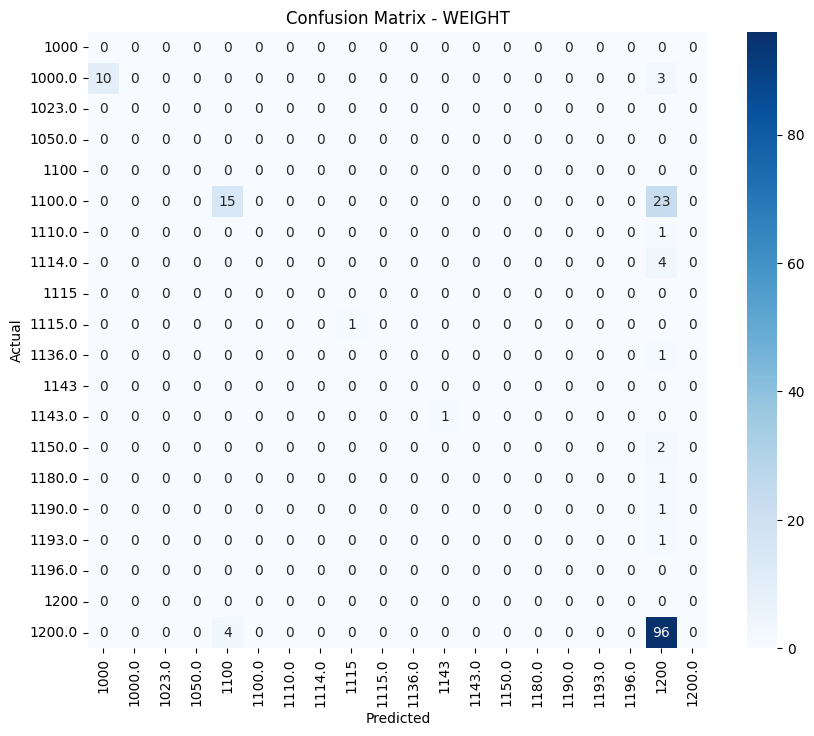 Confusion Matrix - WEIGHT
1000 0 0 0 0 0 0 0 0 0 0 0 0 0 0 0 0 0 0 0 0
1000.0 10 0 0 0 0 0 0 0 0 0 0 0 0 0 0 0 0 0 3 0
1023.0 0 0 0 0 0 0 0 0 0 0 0 0 0 0 0 0 0 0 0 0
1050.0 0 0 0 0 0 0 0 0 0 0 0 0 0 0 0 0 0 0 0 0
1100 0 0 0 0 0 0 0 0 0 0 0 0 0 0 0 0 0 0 0 0
1100.0 0 0 0 0 15 0 0 0 0 0 0 0 0 0 0 0 0 0 23 0
1110.0 0 0 0 0 0 0 0 0 0 0 0 0 0 0 0 0 0 0 1 0
1114.0 0 0 0 0 0 0 0 0 0 0 0 0 0 0 0 0 0 0 4 0
1115 0 0 0 0 0 0 0 0 0 0 0 0 0 0 0 0 0 0 0 0
1115.0 0 0 0 0 0 0 0 0 1 0 0 0 0 0 0 0 0 0 0 0
1136.0 0 0 0 0 0 0 0 0 0 0 0 0 0 0 0 0 0 0 1 0
1143 0 0 0 0 0 0 0 0 0 0 0 0 0 0 0 0 0 0 0 0
1143.0 0 0 0 0 0 0 0 0 0 0 0 1 0 0 0 0 0 0 0 0
1150.0 0 0 0 0 0 0 0 0 0 0 0 0 0 0 0 0 0 0 2 0
1180.0 0 0 0 0 0 0 0 0 0 0 0 0 0 0 0 0 0 0 1 0
1190.0 0 0 0 0 0 0 0 0 0 0 0 0 0 0 0 0 0 0 1 0
1193.0 0 0 0 0 0 0 0 0 0 0 0 0 0 0 0 0 0 0 1 0
1196.0 0 0 0 0 0 0 0 0 0 0 0 0 0 0 0 0 0 0 0 0
1200 0 0 0 0 0 0 0 0 0 0 0 0 0 0 0 0 0 0 0 0
1200.0 0 0 0 0 4 0 0 0 0 0 0 0 0 0 0 0 0 0 96 0
1000 1000.0 1023.0 1050.0 1100 1100.0 1110.0 1114.0 1115 1115.0 1136.0 1143 1143.0 1150.0 1180.0 1190.0 1193.0 1196.0 1200 1200.0
Actual
Predicted
80
60
40
20
0